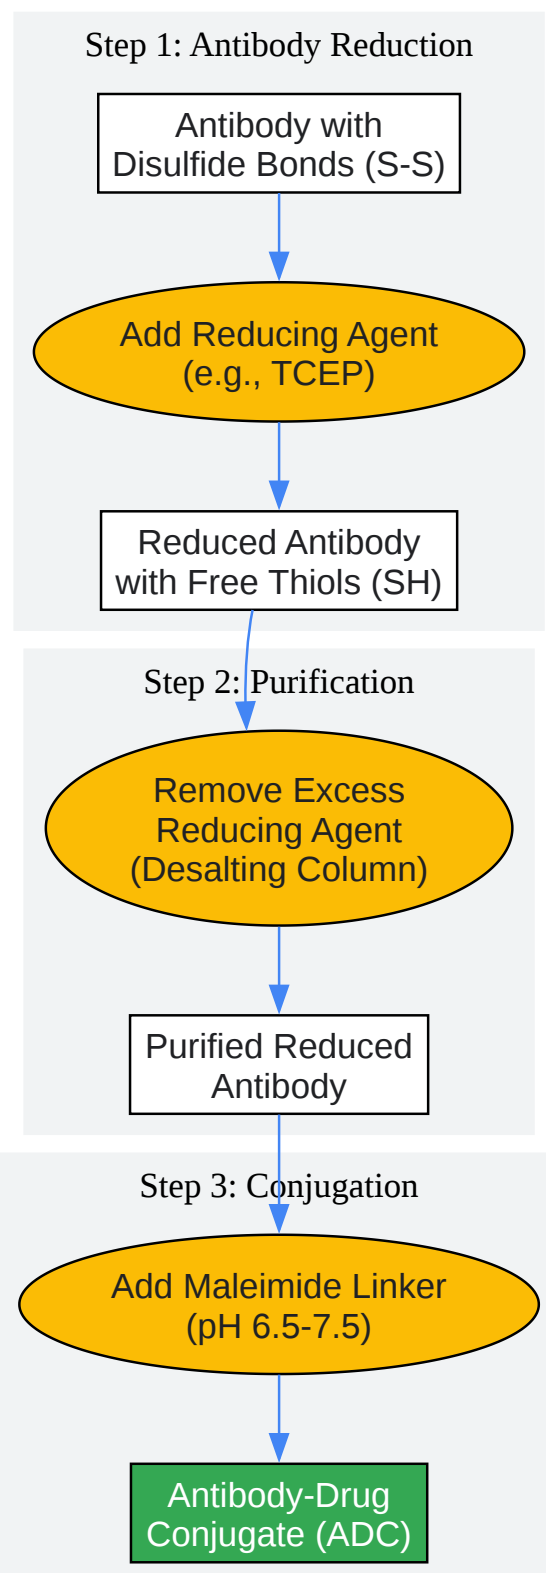 Step 1: Antibody Reduction
Antibody with
Disulfide Bonds (S-S)
Add Reducing Agent
(e.g., TCEP)
Reduced Antibody
with Free Thiols (SH)
Step 2: Purification
Remove Excess
Reducing Agent
(Desalting Column)
Purified Reduced
Antibody
Step 3: Conjugation
Add Maleimide Linker
(pH 6.5-7.5)
Antibody-Drug
Conjugate (ADC)